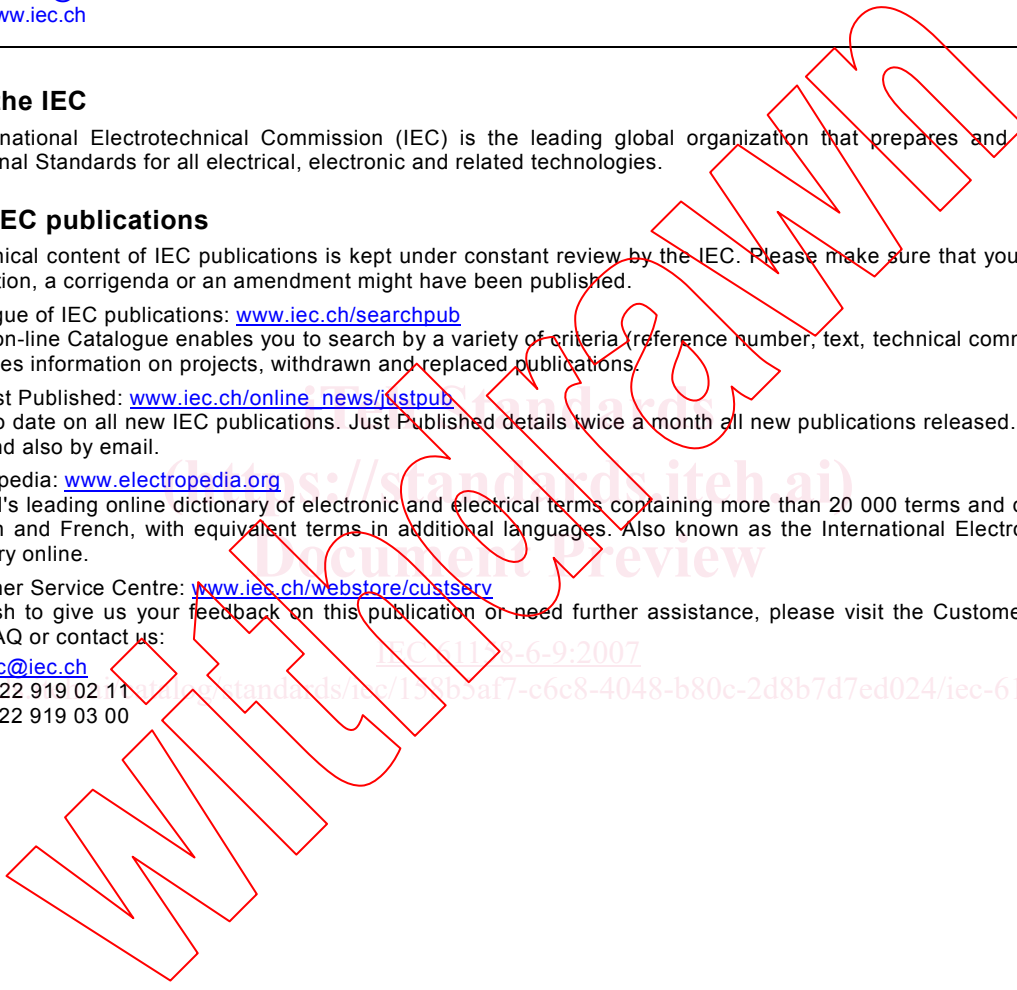 ww.iec.ch
the IEC
rnational Electrotechnical Commission (IEC) is the leading global organization that prepares and
nal Standards for all electrical, electronic and related technologies.
EC publications
nical content of IEC publications is kept under constant review by the IEC. Please make sure that you
tion, a corrigenda or an amendment might have been published.
gue of IEC publications: www.iec.ch/searchpub
on-line Catalogue enables you to search by a variety of criteria (reference number, text, technical comm
es information on projects, withdrawn and replaced publications.
st Published: www.iec.ch/online_news/justpub
iTeh Standards
o date on all new IEC publications. Just Published details twice a month all new publications released.
nd also by email.
pedia: www.electropedia.org
(https://standards.iteh.ai)
d's leading online dictionary of electronic and electrical terms containing more than 20 000 terms and d
h and French, with equivalent terms in additional languages. Also known as the International Electro
ry online.
Document Preview
mer Service Centre: www.iec.ch/webstore/custserv
sh to give us your feedback on this publication or need further assistance, please visit the Custome
AQ or contact us:
IEC 61158-6-9:2007
c@iec.ch
22 919 02 11
catalog/standards/iec/138b5af7-c6c8-4048-b80c-2d8b7d7ed024/iec-61
22 919 03 00
withdrawn